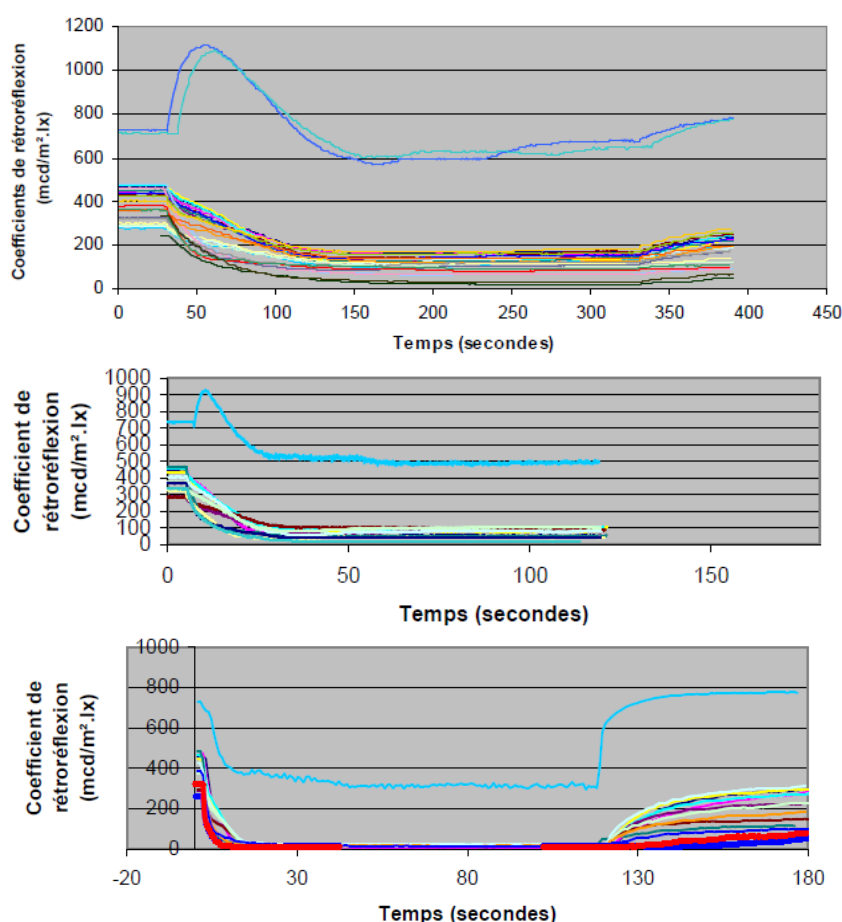 Coefficients de rétroréflexion
(mcd/m².lx)
1200
1000
800
600
400
200
0
0 50 100 150 200 250 300 350 400 450
Temps (secondes)
Coefficient de
rétroréflexion
(mcd/m².lx)
1000
900
800
700
600
500
400
300
200
100
0
0 50 100 150
Temps (secondes)
Coefficient de
rétroréflexion
(mcd/m².lx)
1000
800
600
400
200
0
-20 30 80 130 180
Temps (secondes)